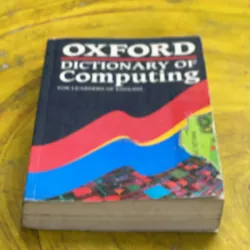 OXFORD
DICTIONARY OF
Computing
FOR LEARNERS OF ENGLISH